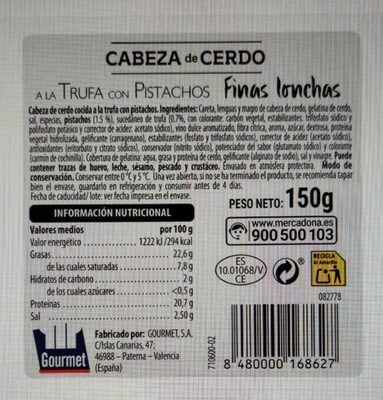 CABEZA de CERDO
A LA TRUFA CON PISTACHOS Finas lonchas
Cabeza de cerdo cocida a la trufa con pistachos. Ingredientes: Careta, lenguas y magro de cabeza de cerdo, gelatina de cerdo,
sal, especias, pistachos (1.5 %), sucedáneo de trufa (0.7%, con colorante: carbón vegetal, estabilizantes: trifosfato sódico y
polifosfato potásico y corrector de acidez: acetato sódico), vino dulce aromatizado, fibra cítrica, aroma, azúcar, dextrosa, proteína
vegetal hidrolizada, gelificante (carragenano), estabilizantes (fosfato y trifosfato sódico), corrector de acidez (acetato sódico),
antioxidantes (eritorbato y citrato sódico), conservador (nitrito sódico), potenciador del sabor (glutamato sódico) y colorante
(carmín de cochinilla). Cobertura de gelatina: agua, grasa y proteína de cerdo, gelificante (alginato de sodio), sal y vinagre. Puede
contener trazas de huevo, leche, sésamo, pescado y crustáceo. Envasado en atmósfera protectora. Modo de
conservación. Conservar entre 0 °C y 5 °C. Una vez abierto, si no se ha terminado el producto, se recomienda tapar
bien el envase, guardarlo en refrigeración y consumir antes de 4 días.
Fecha de caducidad / lote: ver fecha impresa en el envase.
INFORMACIÓN NUTRICIONAL
Valores medios por 100 g
Valor energético 1222 kJ/294 kcal
Grasas 22,6 g
de las cuales saturadas 7,8 g
Hidratos de carbono 2 g
de los cuales azúcares <0,5 g
Proteínas 20,7 g
Sal 2,50 g
PESO NETO: 150g
www.mercadona.es
900 500 103
ES
10.01068/V
CE
RECICLA
Al Amarillo
082778
Gourmet
Fabricado por: GOURMET, S.A.
C/Islas Canarias, 47;
46988 – Paterna – Valencia
(España)
710600-02
8 480000 168627